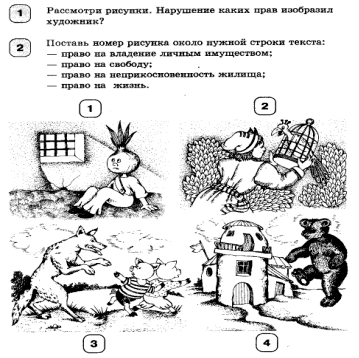 1 Рассмотри рисунки. Нарушение каких прав изобразил
художник?
2 Поставь номер рисунка около нужной строки текста:
— право на владение личным имуществом;
— право на свободу;
— право на неприкосновенность жилища;
— право на жизнь.
1 2
3 4